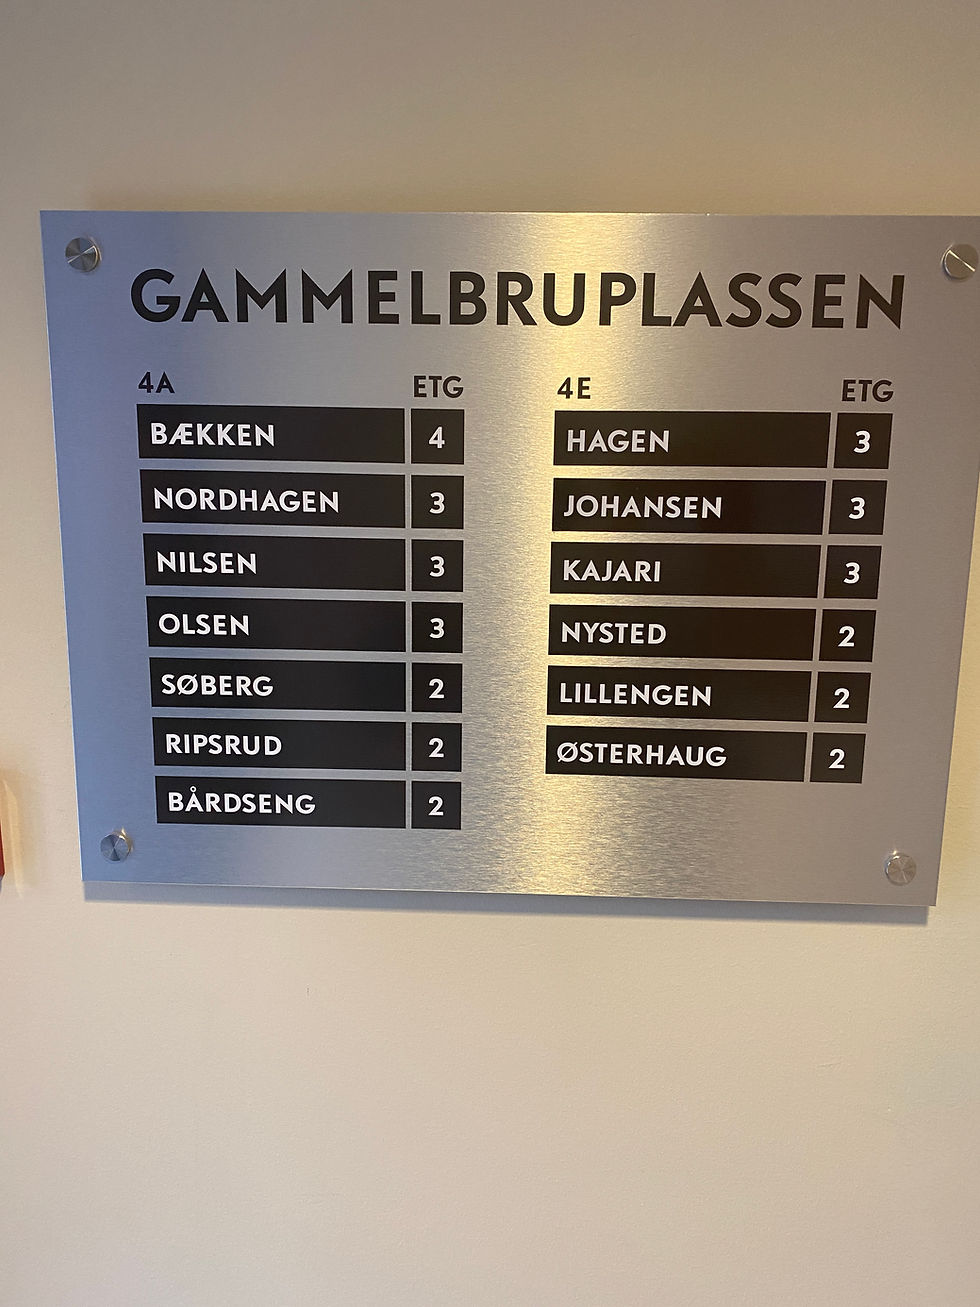 GAMMELBRUPLASSEN
4A ETG
BÆKKEN 4
NORDHAGEN 3
NILSEN 3
OLSEN 3
SØBERG 2
RIPSRUD 2
BÅRDSENG 2
4E ETG
HAGEN 3
JOHANSEN 3
KAJARI 3
NYSTED 2
LILLENGEN 2
ØSTERHAUG 2